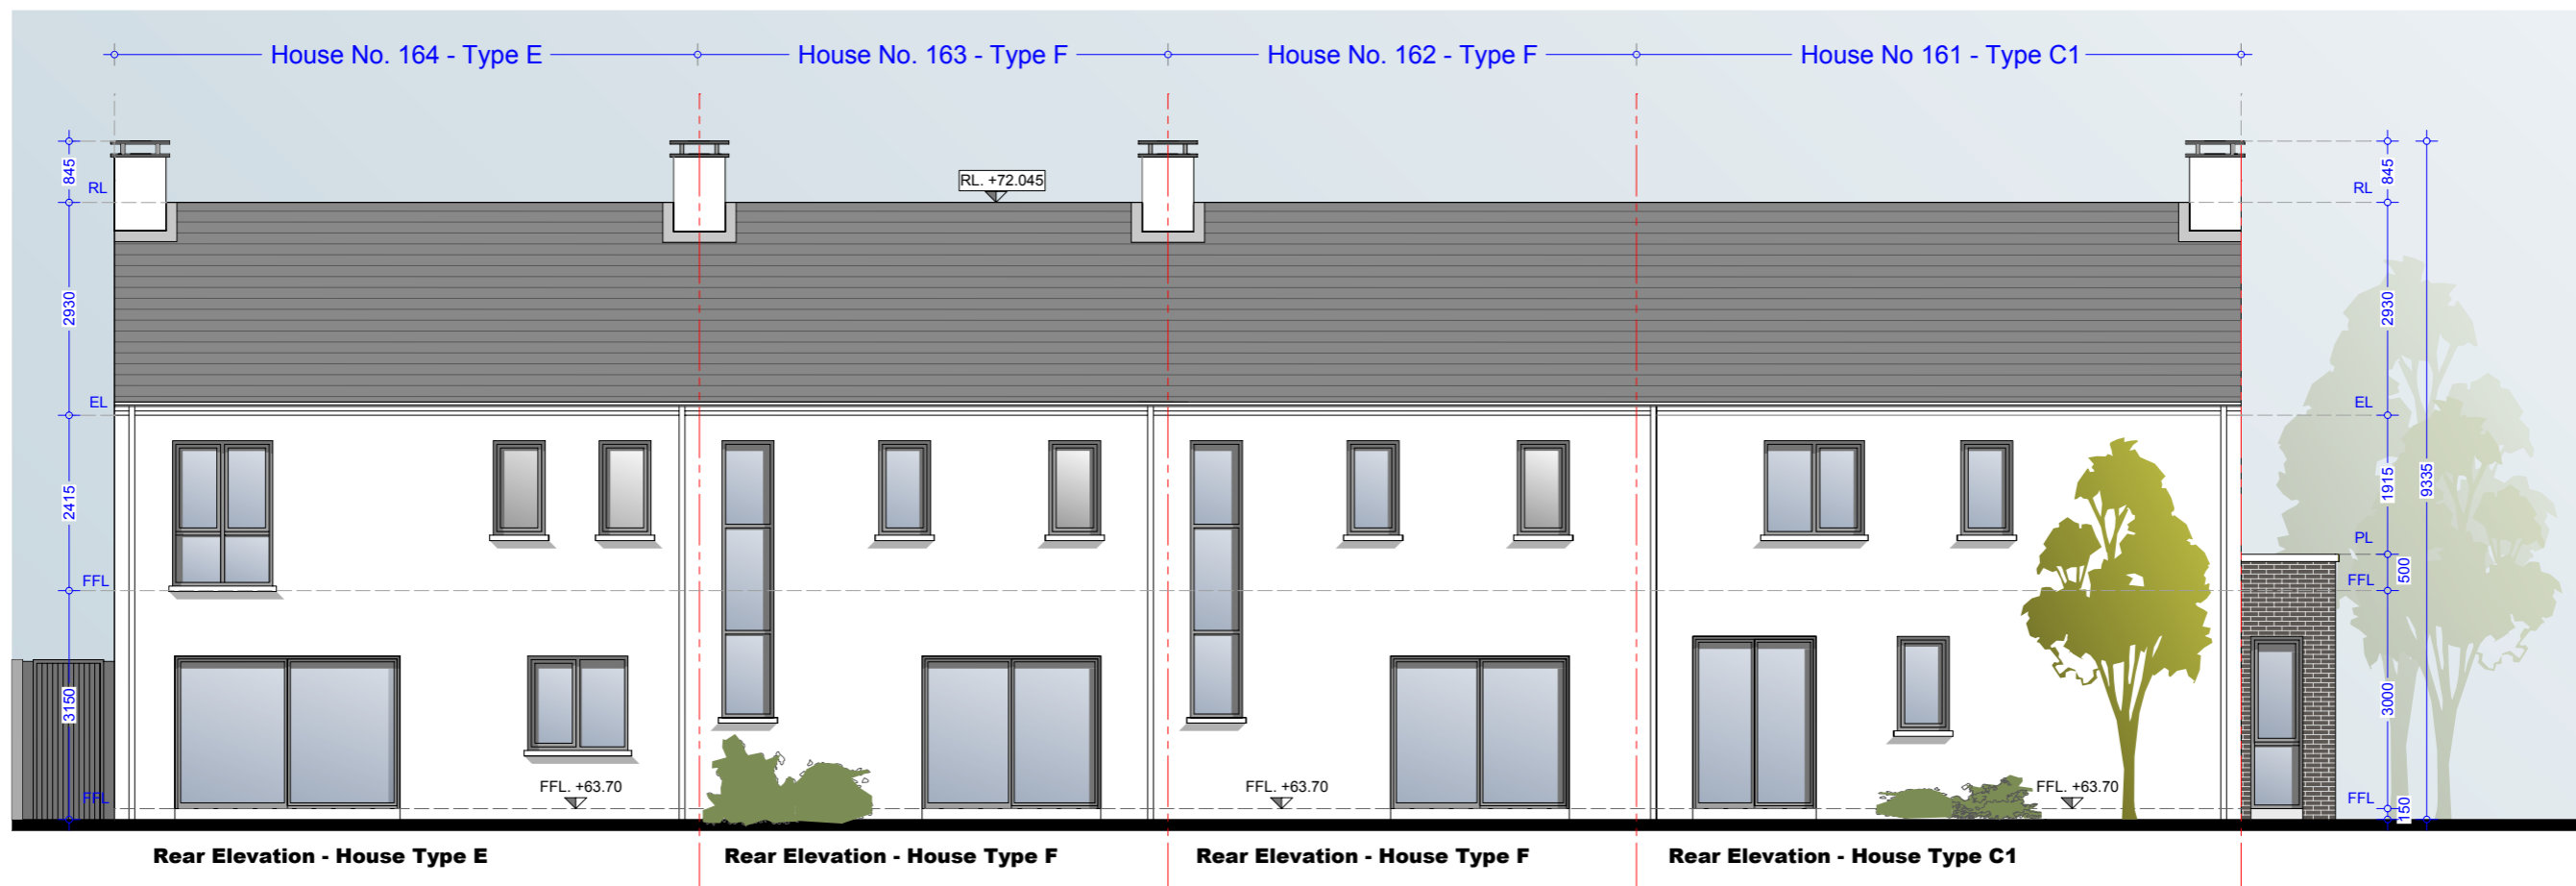 House No. 164 - Type E
House No. 163 - Type F
House No. 162 - Type F
House No 161 - Type C1
845
RL
2930
EL
2415
FFL
3150
FFL
RL. +72.045
FFL. +63.70
FFL. +63.70
FFL. +63.70
RL
845
2930
EL
1915
9335
PL
500
FFL
3000
FFL
150
Rear Elevation - House Type E
Rear Elevation - House Type F
Rear Elevation - House Type F
Rear Elevation - House Type C1